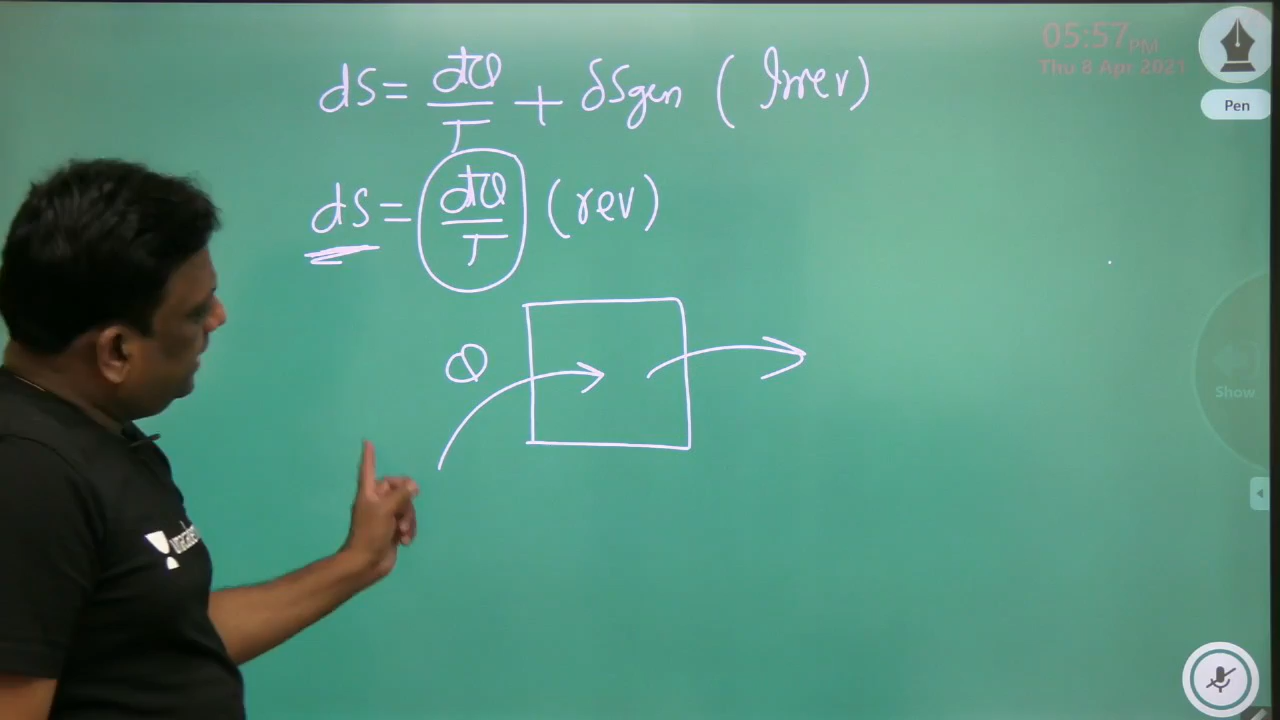 05:57 PM
Thu 8 Apr 2021
Pen
dS = đQ/T + δSgen (Irrev)
dS = đQ/T (rev)
Q
Show